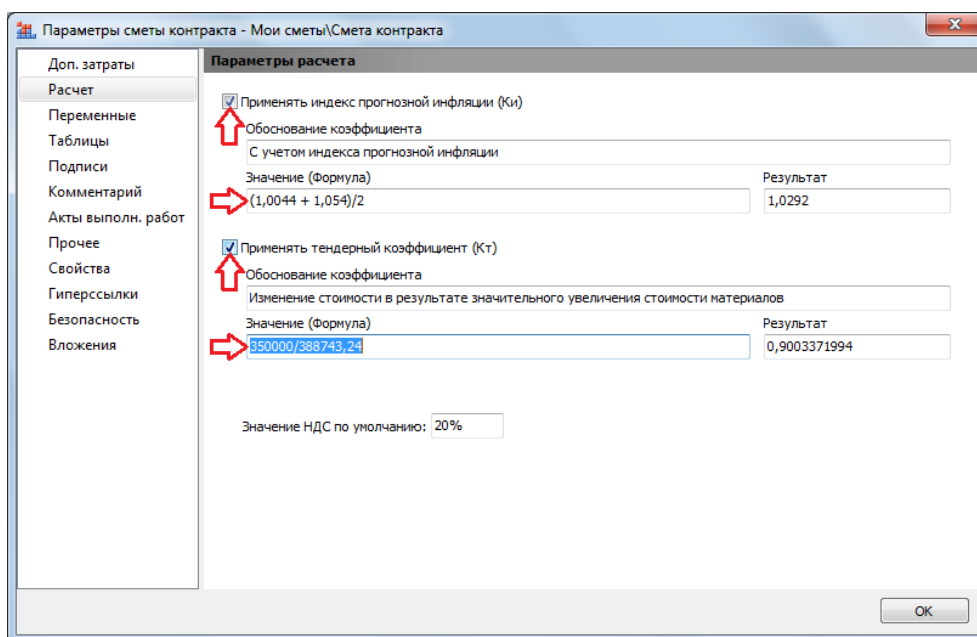 Параметры сметы контракта - Мои сметы\Смета контракта
Доп. затраты
Расчет
Переменные
Таблицы
Подписи
Комментарий
Акты выполн. работ
Прочее
Свойства
Гиперссылки
Безопасность
Вложения
Параметры расчета
Применять индекс прогнозной инфляции (Ки)
Обоснование коэффициента
С учетом индекса прогнозной инфляции
Значение (Формула) Результат
(1,0044 + 1,054)/2 1,0292
Применять тендерный коэффициент (Кт)
Обоснование коэффициента
Изменение стоимости в результате значительного увеличения стоимости материалов
Значение (Формула) Результат
350000/388743,24 0,9003371994
Значение НДС по умолчанию: 20%
ОК